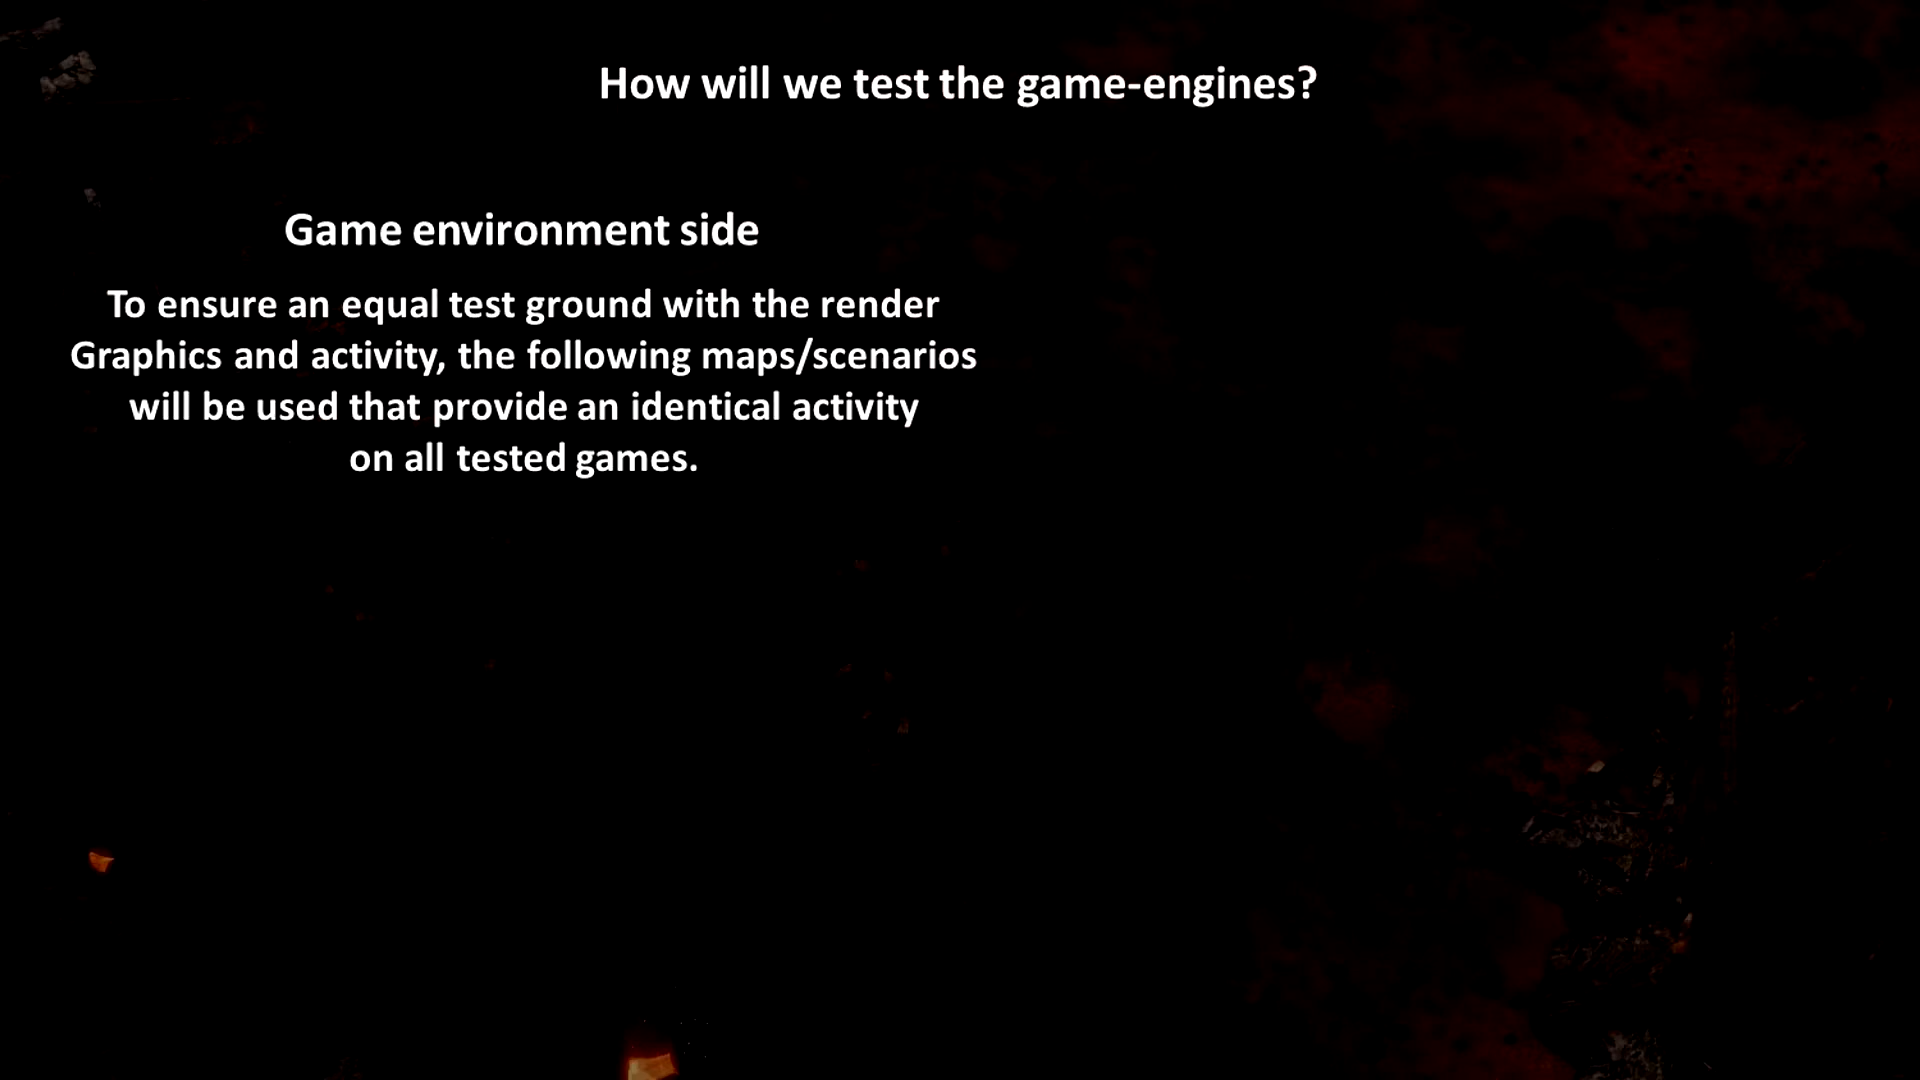 How will we test the game-engines?
Game environment side
To ensure an equal test ground with the render
Graphics and activity, the following maps/scenarios
will be used that provide an identical activity
on all tested games.